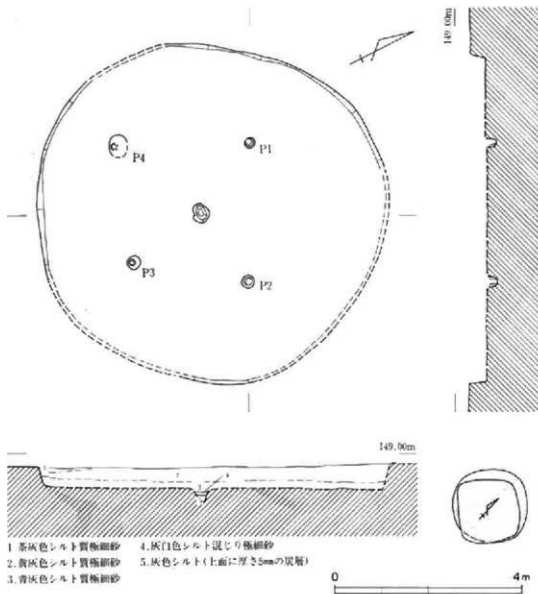 149.00m
P4
P1
P3
P2
149.00m
1 茶灰色シルト質極細砂
2.黄灰色シルト質極細砂
3.青灰色シルト質極細砂
4.灰白色シルト混じり極細砂
5.灰色シルト(上面に厚さ5mmの炭層)
0 4m